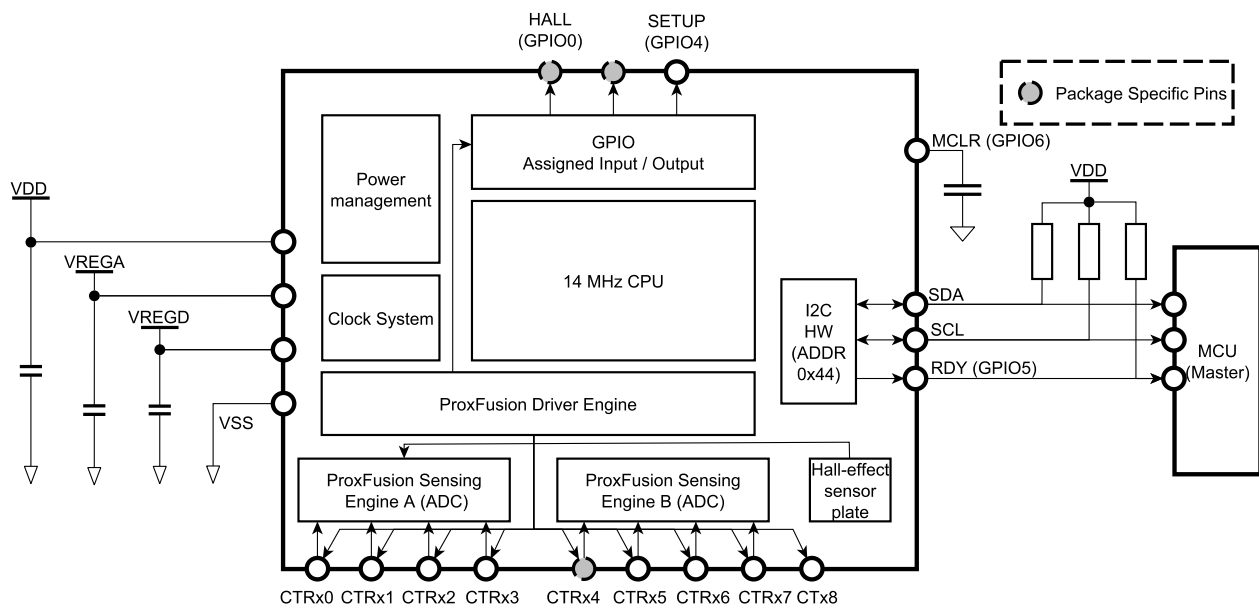 HALL
(GPIO0)
SETUP
(GPIO4)
Package Specific Pins
GPIO
Assigned Input / Output
MCLR (GPIO6)
Power
management
VDD
VDD
VREGA
14 MHz CPU
Clock System
VREGD
I2C
HW
(ADDR
0x44)
SDA
SCL
RDY (GPIO5)
MCU
(Master)
VSS
ProxFusion Driver Engine
ProxFusion Sensing
Engine A (ADC)
ProxFusion Sensing
Engine B (ADC)
Hall-effect
sensor
plate
CTRx0 CTRx1 CTRx2 CTRx3 CTRx4 CTRx5 CTRx6 CTRx7 CTx8